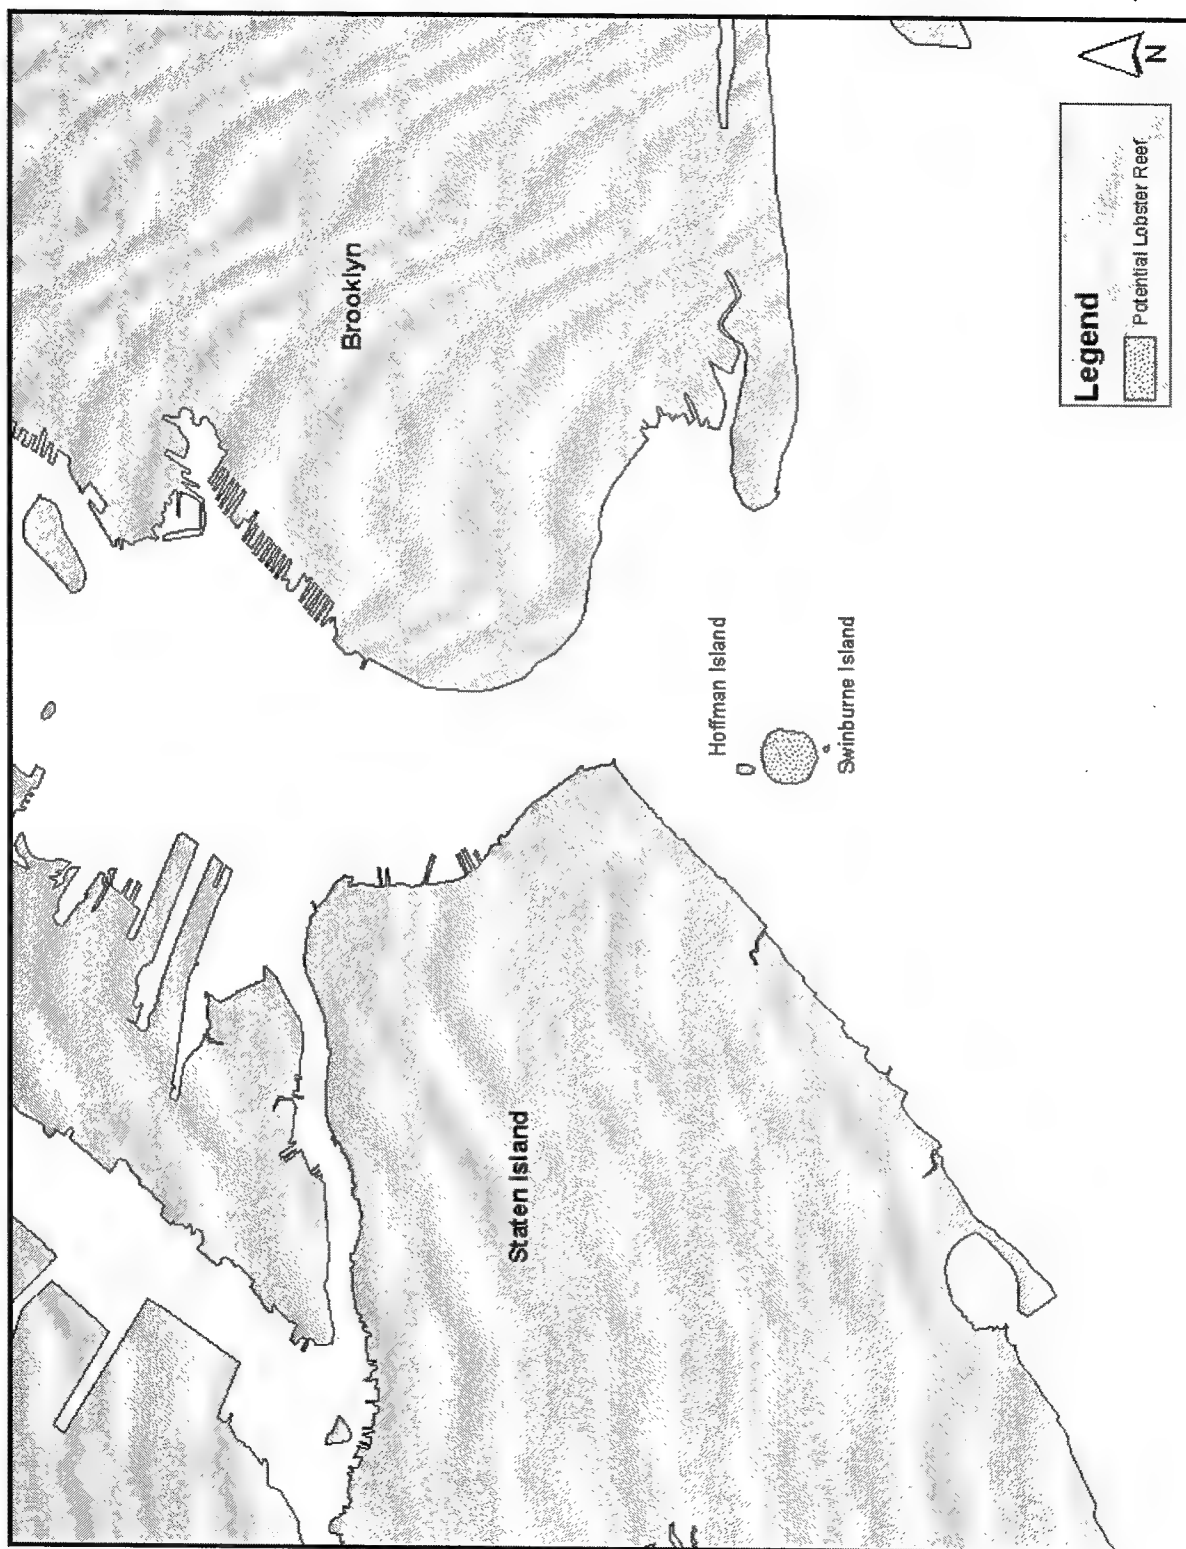 Brooklyn
Hoffman Island
Swinburne Island
Staten Island
N
Legend
Potential Lobster Reef